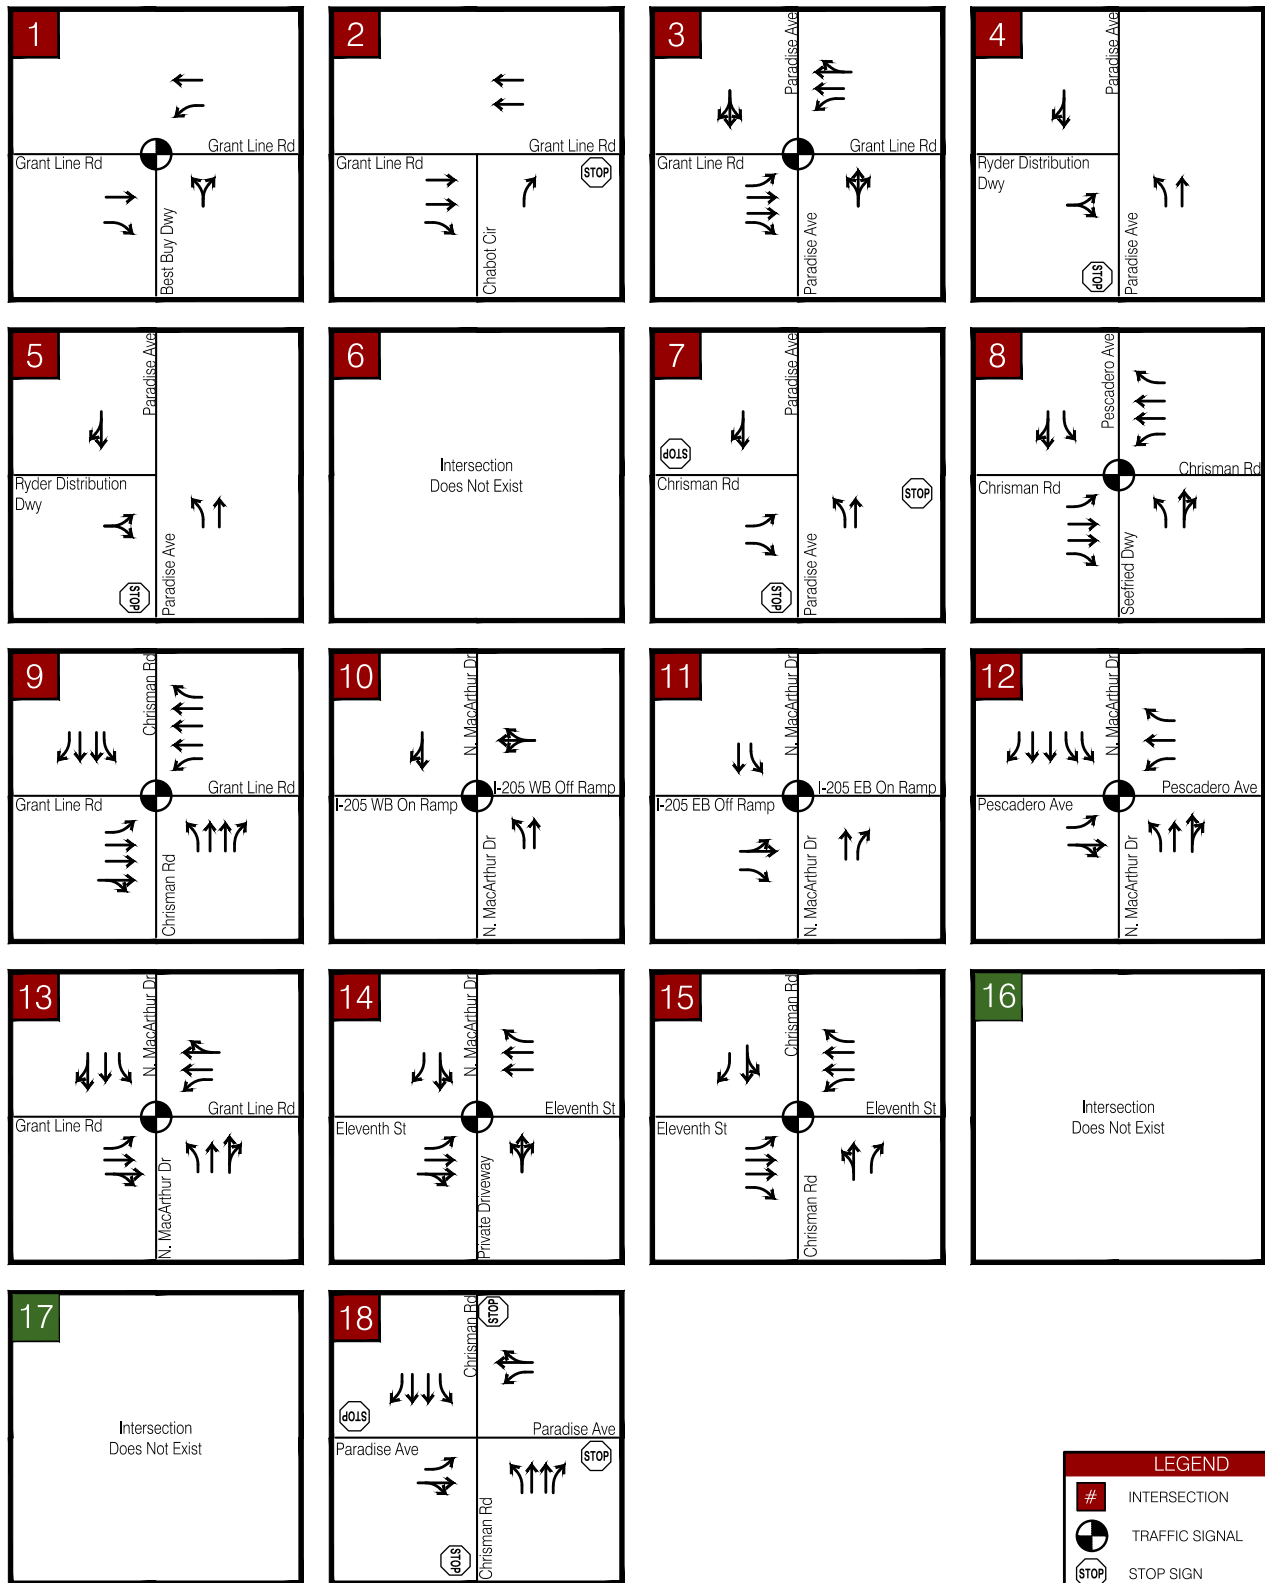 1
Grant Line Rd
Grant Line Rd
Best Buy Dwy
2
Grant Line Rd
Grant Line Rd
STOP
Chabot Cir
3
Paradise Ave
Grant Line Rd
Grant Line Rd
Paradise Ave
4
Paradise Ave
Ryder Distribution
Dwy
STOP
Paradise Ave
5
Paradise Ave
Ryder Distribution
Dwy
STOP
Paradise Ave
6
Intersection
Does Not Exist
7
Paradise Ave
STOP
Chrisman Rd
STOP
STOP
Paradise Ave
8
Pescadero Ave
Chrisman Rd
Chrisman Rd
Seefried Dwy
9
Chrisman Rd
Grant Line Rd
Grant Line Rd
Chrisman Rd
10
N. MacArthur Dr
I-205 WB Off Ramp
I-205 WB On Ramp
N. MacArthur Dr
11
N. MacArthur Dr
I-205 EB On Ramp
I-205 EB Off Ramp
N. MacArthur Dr
12
N. MacArthur Dr
Pescadero Ave
Pescadero Ave
N. MacArthur Dr
13
N. MacArthur Dr
Grant Line Rd
Grant Line Rd
N. MacArthur Dr
14
N. MacArthur Dr
Eleventh St
Eleventh St
Private Driveway
15
Chrisman Rd
Eleventh St
Eleventh St
Chrisman Rd
16
Intersection
Does Not Exist
17
Intersection
Does Not Exist
18
Chrisman Rd
STOP
STOP
Paradise Ave
Paradise Ave
STOP
STOP
Chrisman Rd
LEGEND
# INTERSECTION
TRAFFIC SIGNAL
STOP STOP SIGN